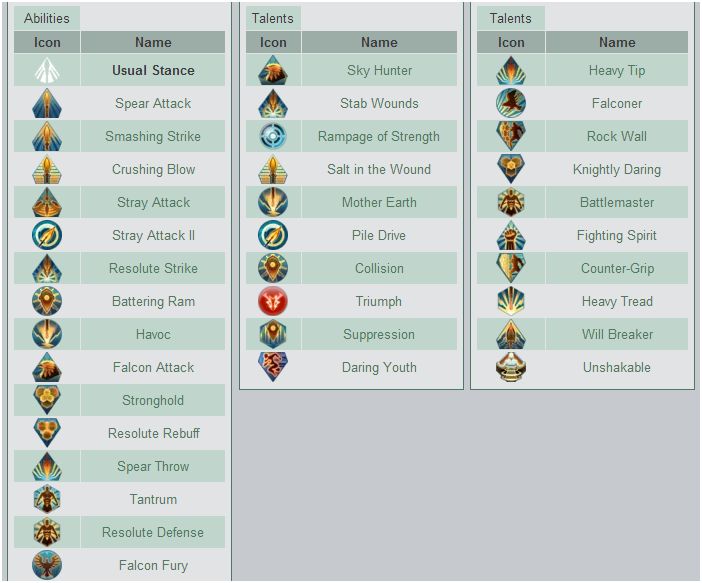 Abilities
Icon Name
Usual Stance
Spear Attack
Smashing Strike
Crushing Blow
Stray Attack
Stray Attack II
Resolute Strike
Battering Ram
Havoc
Falcon Attack
Stronghold
Resolute Rebuff
Spear Throw
Tantrum
Resolute Defense
Falcon Fury
Talents
Icon Name
Sky Hunter
Stab Wounds
Rampage of Strength
Salt in the Wound
Mother Earth
Pile Drive
Collision
Triumph
Suppression
Daring Youth
Talents
Icon Name
Heavy Tip
Falconer
Rock Wall
Knightly Daring
Battlemaster
Fighting Spirit
Counter-Grip
Heavy Tread
Will Breaker
Unshakable